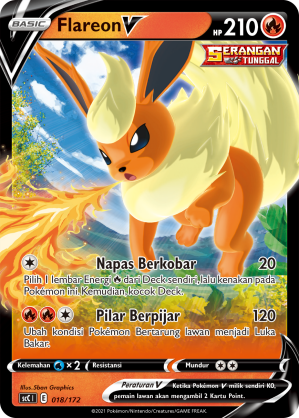 BASIC
Flareon V
HP 210
SERANGAN
TUNGGAL
Napas Berkobar 20
Pilih 1 lembar Energi dari Deck sendiri, lalu kenakan pada
Pokémon ini. Kemudian, kocok Deck.
Pilar Berpijar 120
Ubah kondisi Pokémon Bertarung lawan menjadi Luka
Bakar.
Kelemahan × 2 Resistansi Mundur
Illus. 5ban Graphics
scC I E 018/172
Peraturan V
Ketika Pokémon V milik sendiri KO,
pemain lawan akan mengambil 2 Kartu Point.
©2021 Pokémon/Nintendo/Creatures/GAME FREAK.